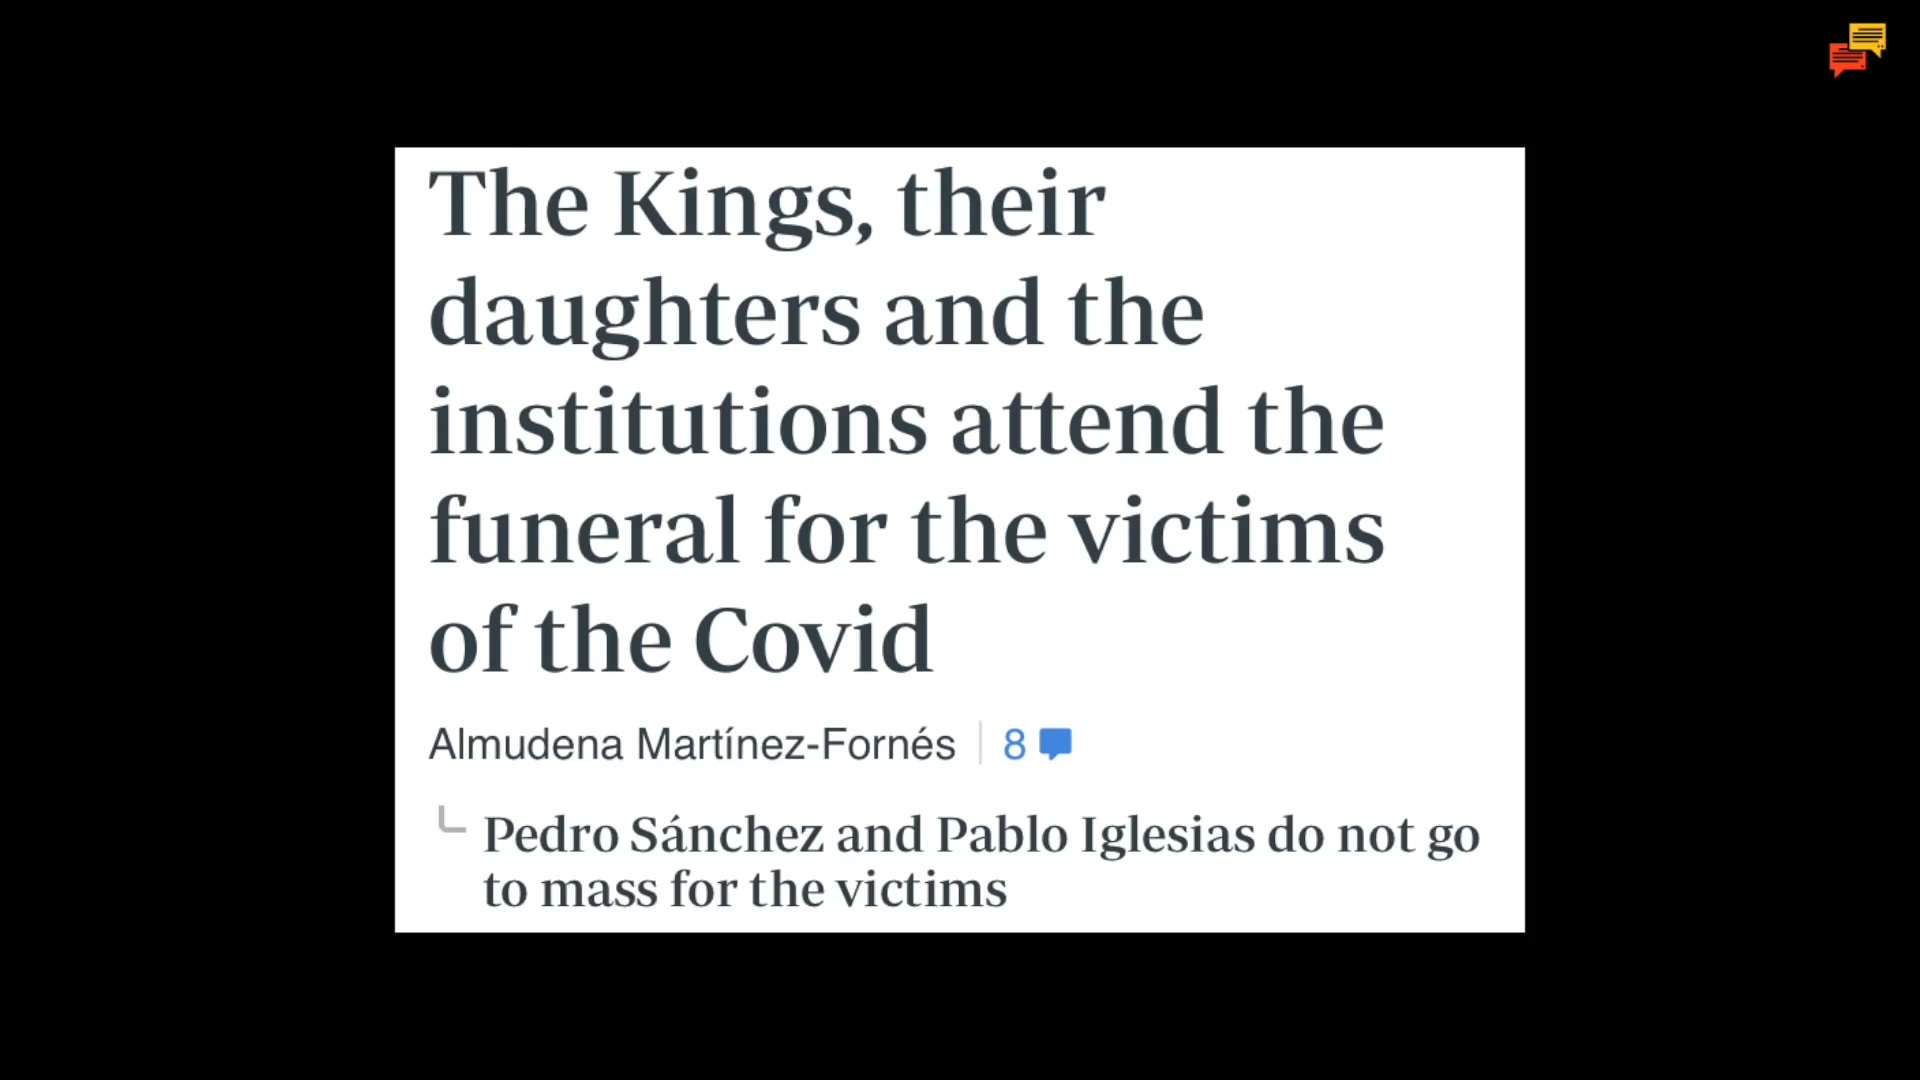 The Kings, their
daughters and the
institutions attend the
funeral for the victims
of the Covid
Almudena Martínez-Fornés | 8
Pedro Sánchez and Pablo Iglesias do not go
to mass for the victims